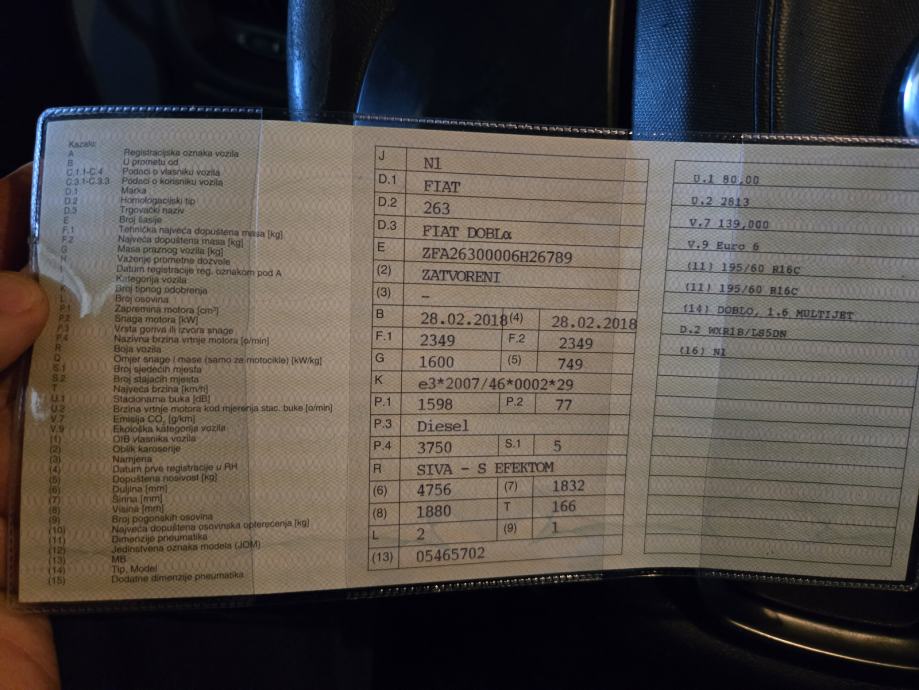 Kazalo:
A Registracijska oznaka vozila
B U prometu od
C.1.1-C.4 Podaci o vlasniku vozila
C.3.1-C.3.3 Podaci o korisniku vozila
D.1 Marka
D.2 Homologacijski tip
D.3 Trgovački naziv
E Broj šasije
F.1 Tehnička najveća dopuštena masa [kg]
F.2 Najveća dopuštena masa [kg]
G Masa praznog vozila [kg]
H Važenje prometne dozvole
I Datum registracije reg. oznakom pod A
Kategorija vozila
K Broj tipnog odobrenja
L Broj osovina
P.1 Zapremina motora [cm³]
P.2 Snaga motora [kW]
P.3 Vrsta goriva ili izvora snage
P.4 Nazivna brzina vrtnje motora [o/min]
R Boja vozila
Q Omjer snage i mase (samo za motocikle) [kW/kg]
S.1 Broj sjedećih mjesta
S.2 Broj stajaćih mjesta
T Najveća brzina [km/h]
U.1 Stacionarna buka [dB]
U.2 Brzina vrtnje motora kod mjerenja stac. buke [o/min]
V.7 Emisija CO₂ [g/km]
V.9 Ekološka kategorija vozila
(1) OIB vlasnika vozila
(2) Oblik karoserije
(3) Namjena
(4) Datum prve registracije u RH
(5) Dopuštena nosivost [kg]
(6) Duljina [mm]
(7) Širina [mm]
(8) Visina [mm]
(9) Broj pogonskih osovina
(10) Najveća dopuštena osovinska opterećenja [kg]
(11) Dimenzije pneumatika
(12) Jedinstvena oznaka modela (JOM)
(13) MB
(14) Tip, Model
(15) Dodatne dimenzije pneumatika
J N1
D.1 FIAT
D.2 263
D.3 FIAT DOBLα
E ZFA26300006H26789
(2) ZATVORENI
(3) –
B 28.02.2018 (4) 28.02.2018
F.1 2349 F.2 2349
G 1600 (5) 749
K e3*2007/46*0002*29
P.1 1598 P.2 77
P.3 Diesel
P.4 3750 S.1 5
R SIVA - S EFEKTOM
(6) 4756 (7) 1832
(8) 1880 T 166
L 2 (9) 1
(13) 05465702
U.1 80,00
U.2 2813
V.7 139,000
V.9 Euro 6
(11) 195/60 R16C
(11) 195/60 R16C
(14) DOBLO, 1.6 MULTIJET
D.2 WXR1B/LS5DN
(16) N1